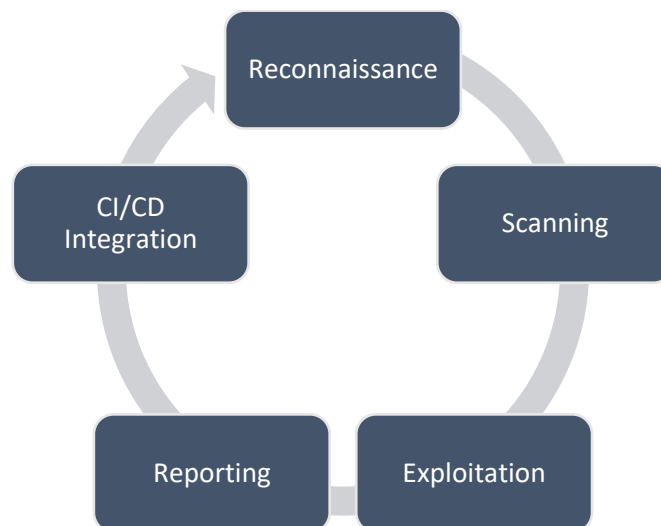 Reconnaissance
Scanning
Exploitation
Reporting
CI/CD
Integration